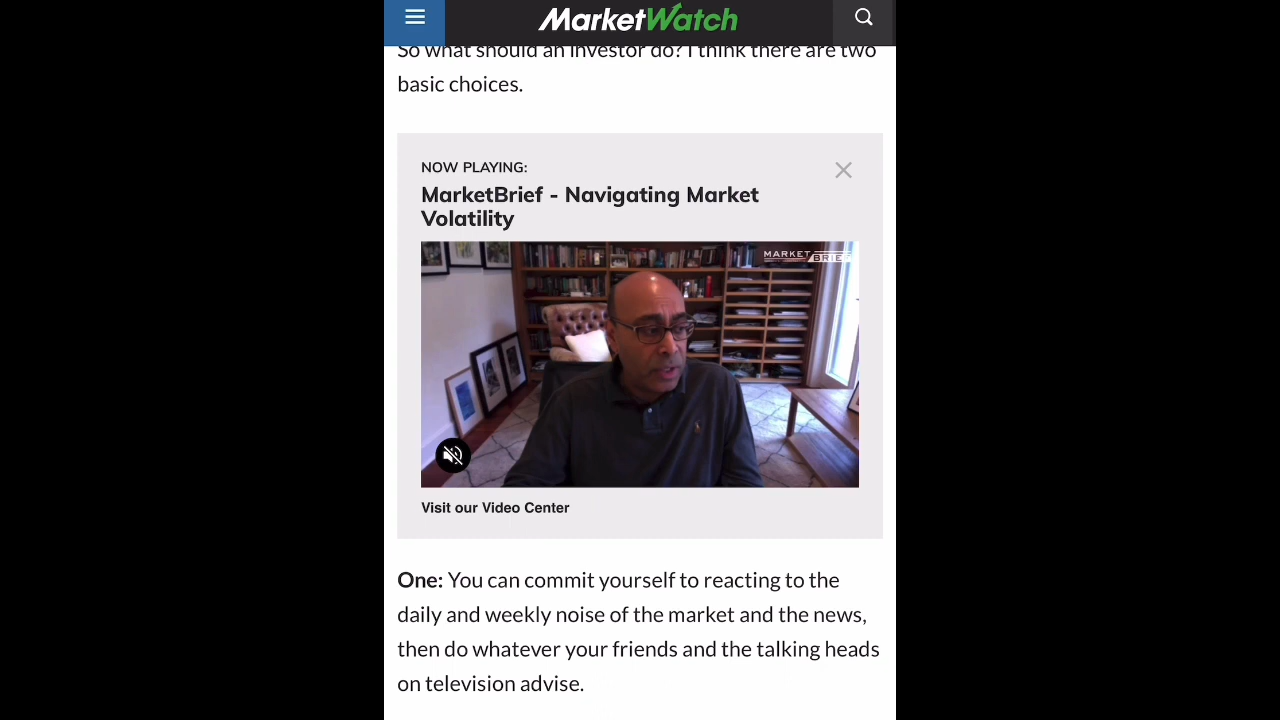 MarketWatch
So what should an investor do? I think there are two
basic choices.
NOW PLAYING:
MarketBrief - Navigating Market
Volatility
MARKET
BRIEF
Visit our Video Center
One: You can commit yourself to reacting to the
daily and weekly noise of the market and the news,
then do whatever your friends and the talking heads
on television advise.